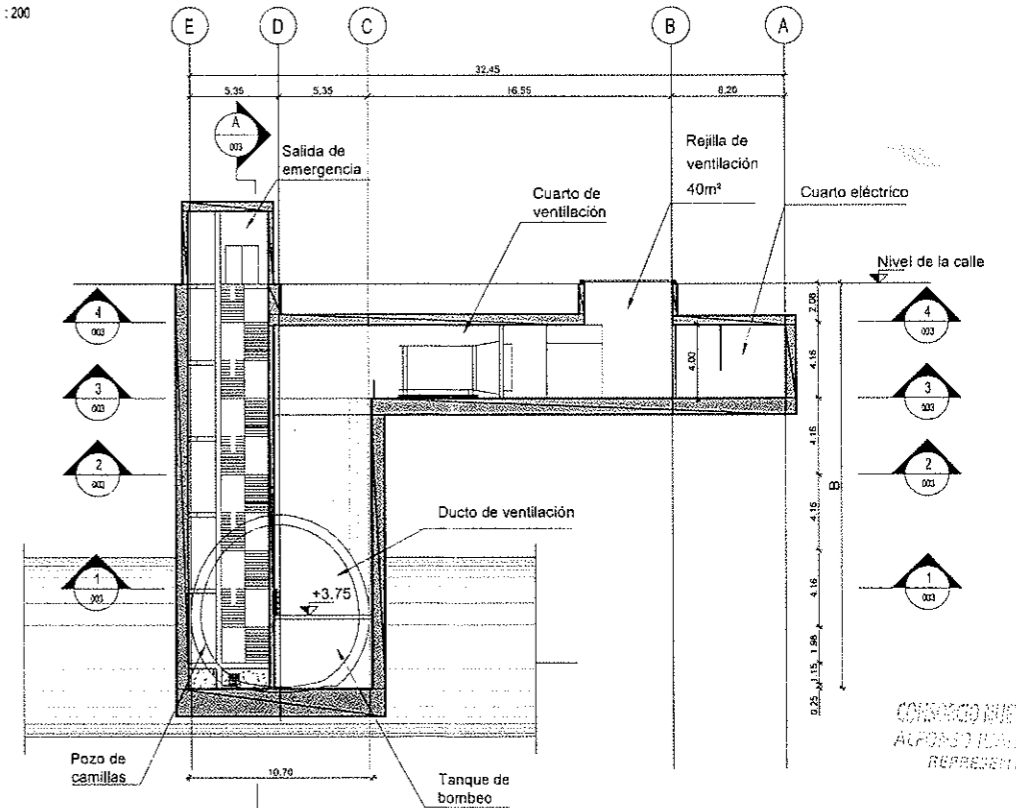 : 200
E D C B A
32.45
5.35 5.35 16.55 8.20
A
003
Salida de
emergencia
Cuarto de
ventilación
Rejilla de
ventilación
40m²
Cuarto eléctrico
Nivel de la calle
2.08
4
003
4
003
4.00
4.16
3
003
3
003
4.15
2
003
2
003
B
4.15
Ducto de ventilación
1
003
+3.75
1
003
4.16
1.98
1.15
0.25
Pozo de
camillas
10.70
Tanque de
bombeo